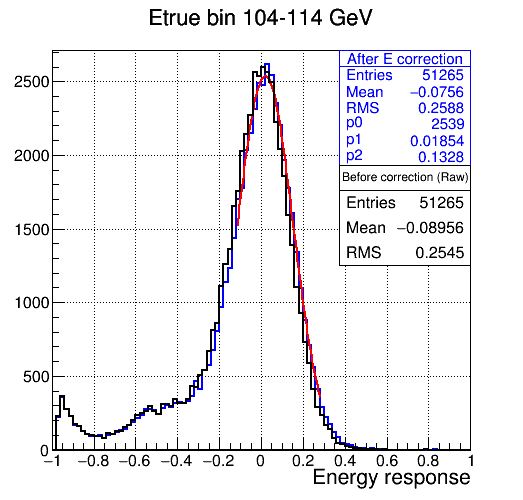 Etrue bin 104-114 GeV
After E correction
Entries 51265
Mean −0.0756
RMS 0.2588
p0 2539
p1 0.01854
p2 0.1328
Before correction (Raw)
Entries 51265
Mean −0.08956
RMS 0.2545
2500
2000
1500
1000
500
0
−1 −0.8 −0.6 −0.4 −0.2 0 0.2 0.4 0.6 0.8 1
Energy response